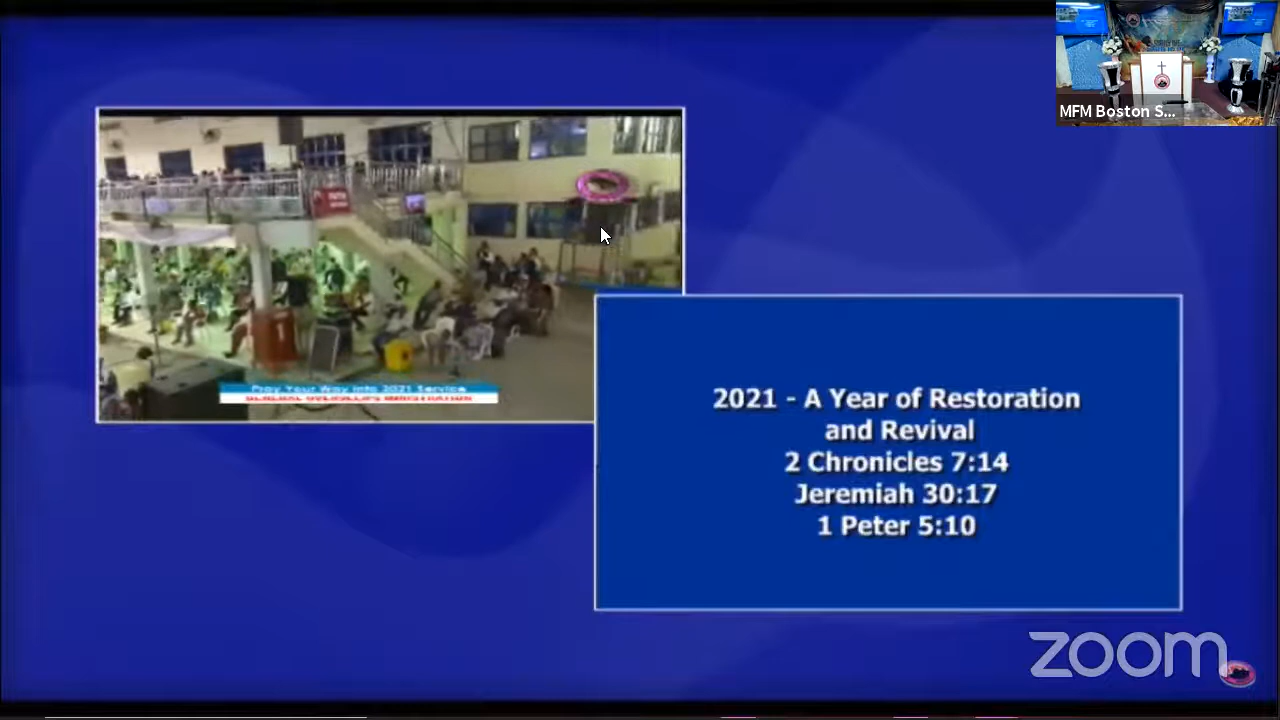 MFM Boston S...
Pray Your Way Into 2021 Service
2021 - A Year of Restoration
and Revival
2 Chronicles 7:14
Jeremiah 30:17
1 Peter 5:10
zoom